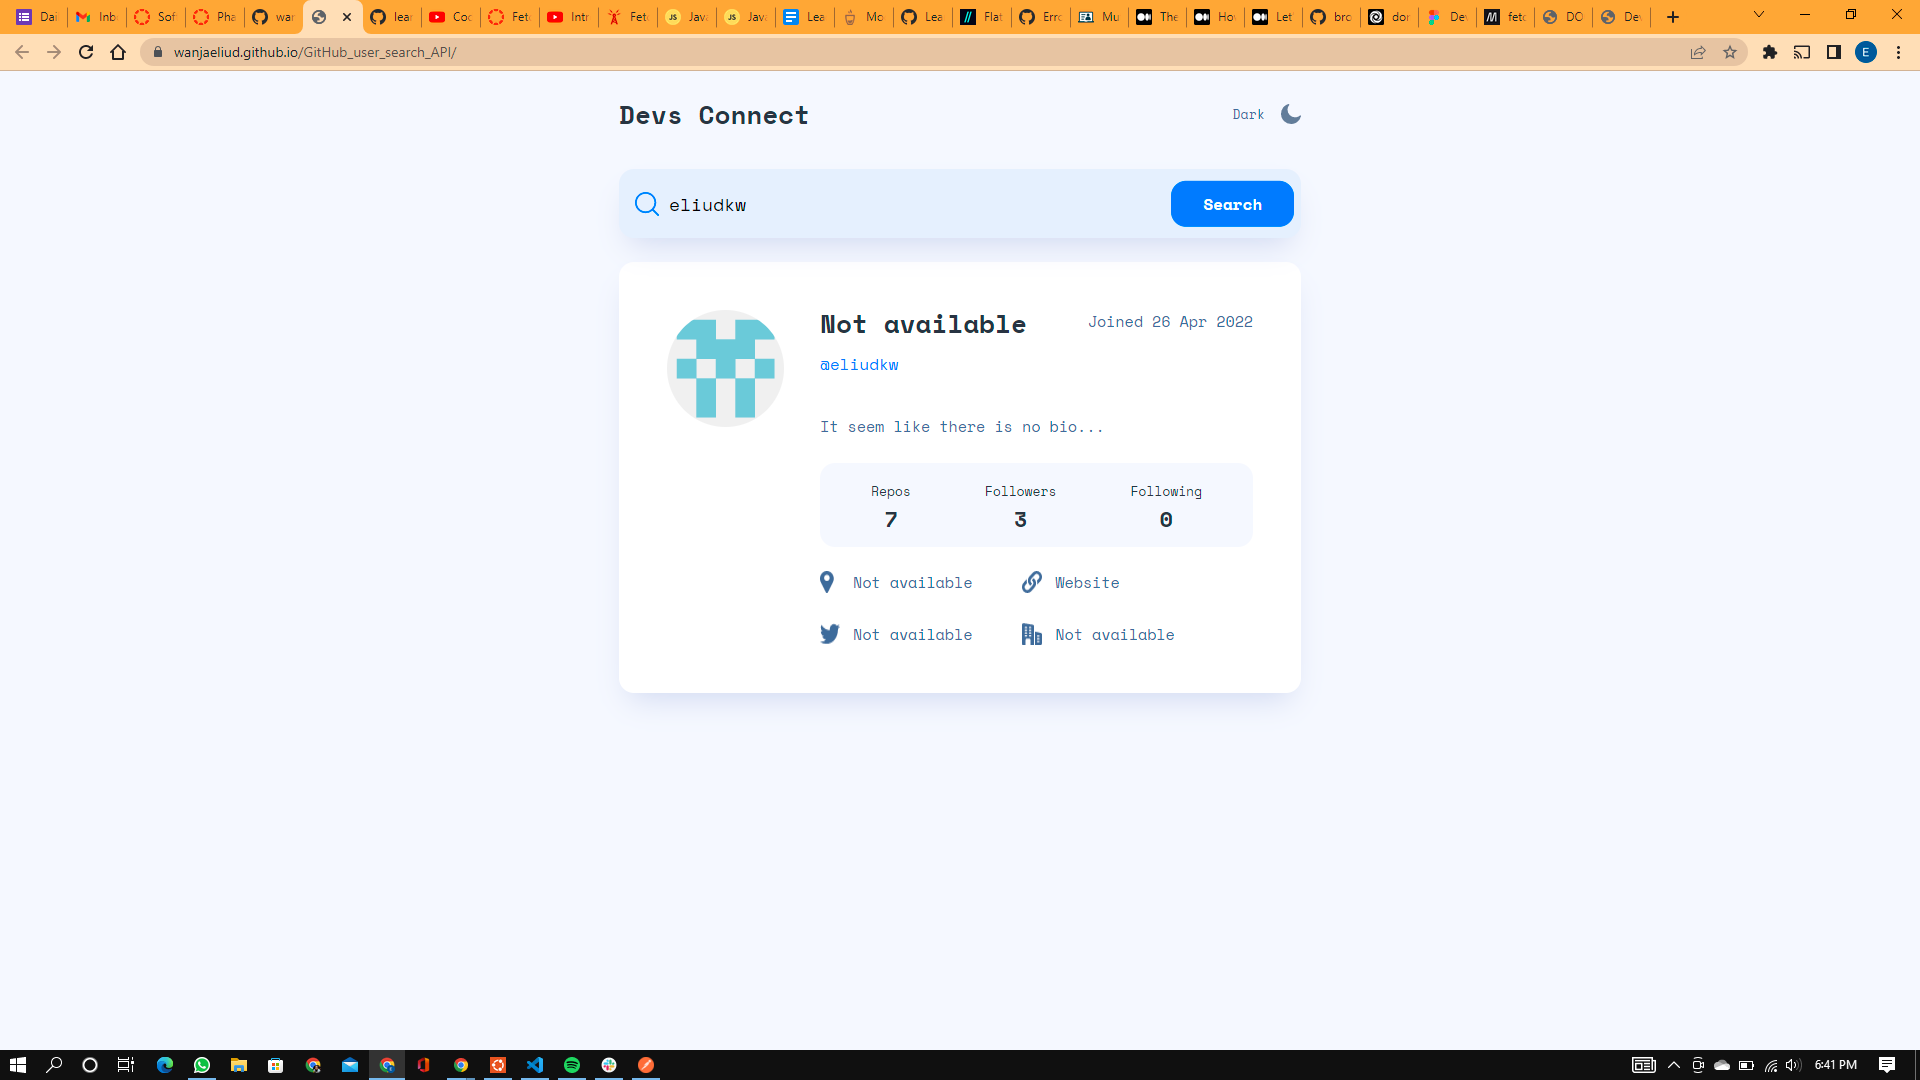 Dai Inb Sof Pha wan lear Coc Fet Intr Fet Java Java Lea Mo Lea Flat Erro Mu The Ho Let bro dor De fetc DO De
wanjaeliud.github.io/GitHub_user_search_API/
E
Devs Connect
Dark
eliudkw
Search
Not available
Joined 26 Apr 2022
@eliudkw
It seem like there is no bio...
Repos Followers Following
7 3 0
Not available Website
Not available Not available
6:41 PM